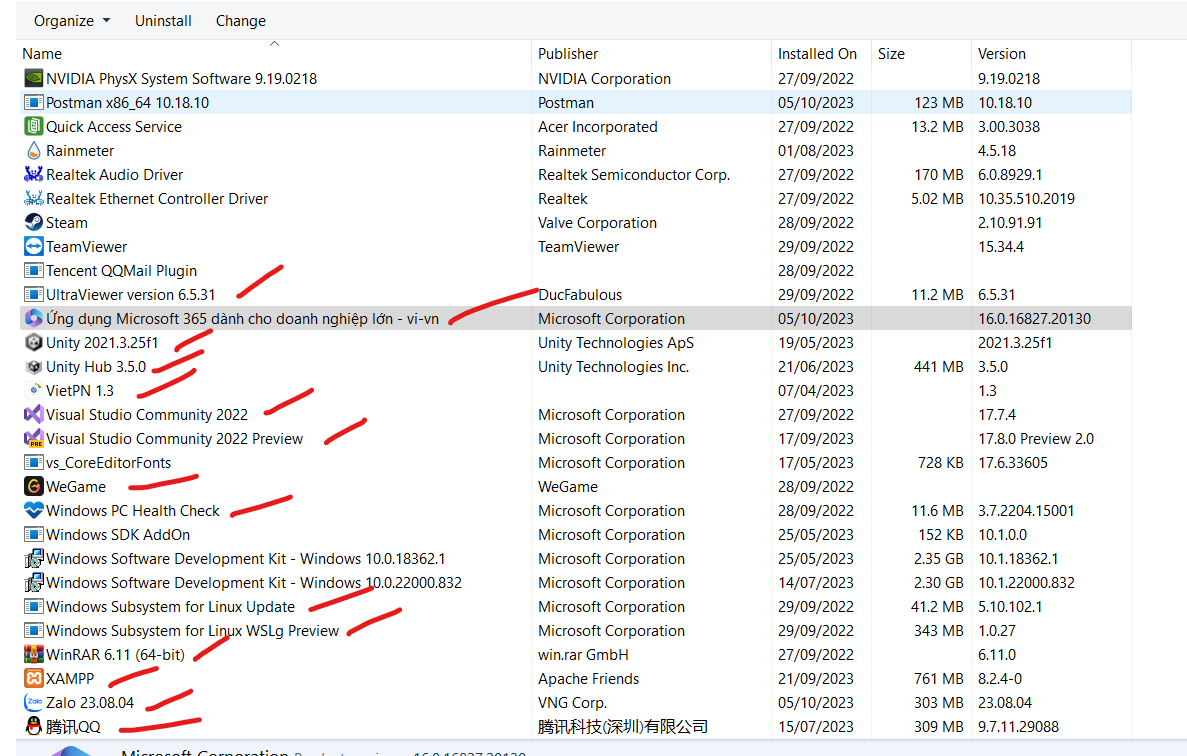 Organize Uninstall Change
Name Publisher Installed On Size Version
NVIDIA PhysX System Software 9.19.0218 NVIDIA Corporation 27/09/2022 9.19.0218
Postman x86_64 10.18.10 Postman 05/10/2023 123 MB 10.18.10
Quick Access Service Acer Incorporated 27/09/2022 13.2 MB 3.00.3038
Rainmeter Rainmeter 01/08/2023 4.5.18
Realtek Audio Driver Realtek Semiconductor Corp. 27/09/2022 170 MB 6.0.8929.1
Realtek Ethernet Controller Driver Realtek 27/09/2022 5.02 MB 10.35.510.2019
Steam Valve Corporation 28/09/2022 2.10.91.91
TeamViewer TeamViewer 29/09/2022 15.34.4
Tencent QQMail Plugin 28/09/2022
UltraViewer version 6.5.31 DucFabulous 29/09/2022 11.2 MB 6.5.31
Ứng dụng Microsoft 365 dành cho doanh nghiệp lớn - vi-vn Microsoft Corporation 05/10/2023 16.0.16827.20130
Unity 2021.3.25f1 Unity Technologies ApS 19/05/2023 2021.3.25f1
Unity Hub 3.5.0 Unity Technologies Inc. 21/06/2023 441 MB 3.5.0
VietPN 1.3 07/04/2023 1.3
Visual Studio Community 2022 Microsoft Corporation 27/09/2022 17.7.4
Visual Studio Community 2022 Preview Microsoft Corporation 17/09/2023 17.8.0 Preview 2.0
vs_CoreEditorFonts Microsoft Corporation 17/05/2023 728 KB 17.6.33605
WeGame WeGame 28/09/2022
Windows PC Health Check Microsoft Corporation 28/09/2022 11.6 MB 3.7.2204.15001
Windows SDK AddOn Microsoft Corporation 25/05/2023 152 KB 10.1.0.0
Windows Software Development Kit - Windows 10.0.18362.1 Microsoft Corporation 25/05/2023 2.35 GB 10.1.18362.1
Windows Software Development Kit - Windows 10.0.22000.832 Microsoft Corporation 14/07/2023 2.30 GB 10.1.22000.832
Windows Subsystem for Linux Update Microsoft Corporation 29/09/2022 41.2 MB 5.10.102.1
Windows Subsystem for Linux WSLg Preview Microsoft Corporation 29/09/2022 343 MB 1.0.27
WinRAR 6.11 (64-bit) win.rar GmbH 27/09/2022 6.11.0
XAMPP Apache Friends 21/09/2023 761 MB 8.2.4-0
Zalo 23.08.04 VNG Corp. 05/10/2023 303 MB 23.08.04
腾讯QQ 腾讯科技(深圳)有限公司 15/07/2023 309 MB 9.7.11.29088
Microsoft Corporation Product version: 16.0.16827.20130